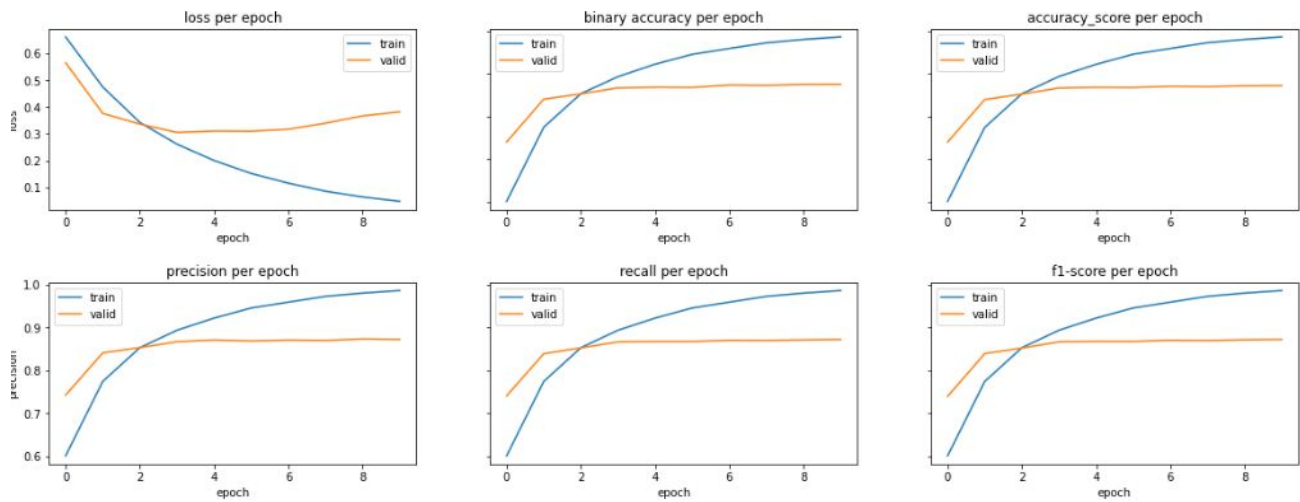 loss per epoch
train
valid
0.6
0.5
0.4
0.3
0.2
0.1
loss
0 2 4 6 8
epoch
binary accuracy per epoch
train
valid
0 2 4 6 8
epoch
accuracy_score per epoch
train
valid
0 2 4 6 8
epoch
precision per epoch
train
valid
1.0
0.9
0.8
0.7
0.6
precision
0 2 4 6 8
epoch
recall per epoch
train
valid
0 2 4 6 8
epoch
f1-score per epoch
train
valid
0 2 4 6 8
epoch